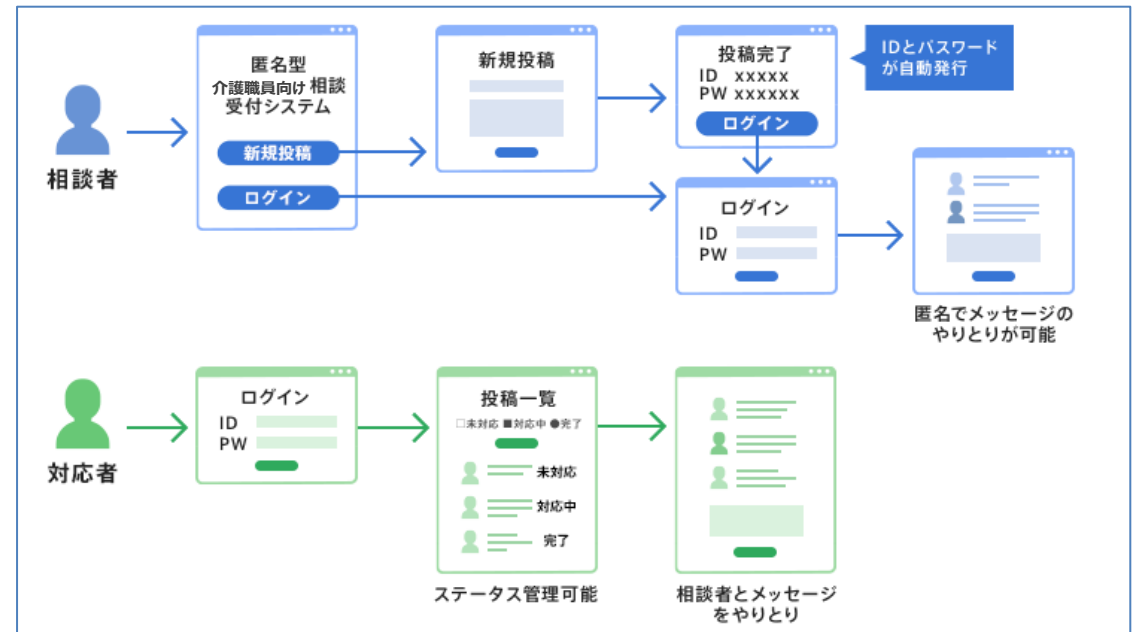 匿名型
介護職員向け 相談
受付システム
新規投稿
ログイン
相談者
新規投稿
投稿完了
ID xxxxx
PW xxxxxx
ログイン
IDとパスワード
が自動発行
ログイン
ID
PW
匿名でメッセージの
やりとりが可能
対応者
ログイン
ID
PW
投稿一覧
□未対応 ■対応中 ●完了
未対応
対応中
完了
ステータス管理可能
相談者とメッセージ
をやりとり